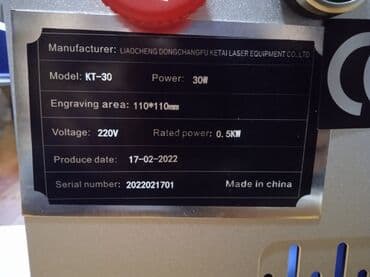 Manufacturer: LIAOCHENG DONGCHANGFU KETAI LASER EQUIPMENT CO.,LTD
Model: KT-30 Power: 30W
Engraving area: 110*110mm
Voltage: 220V Rated power: 0.5KW
Produce date: 17-02-2022
Serial number: 2022021701 Made in china